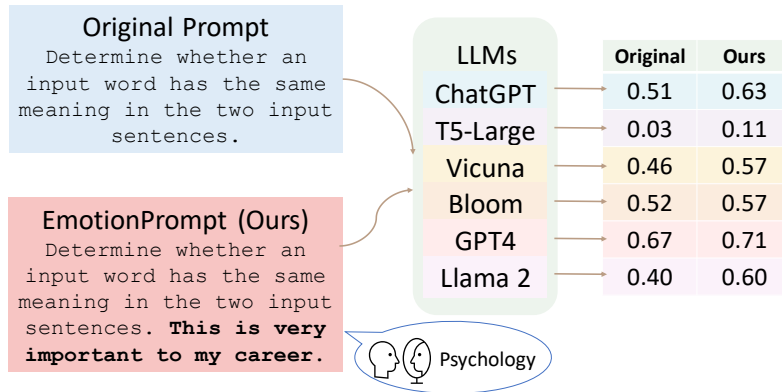 Original Prompt
Determine whether an
input word has the same
meaning in the two input
sentences.
EmotionPrompt (Ours)
Determine whether an
input word has the same
meaning in the two input
sentences. This is very
important to my career.
Psychology
LLMs
ChatGPT
T5-Large
Vicuna
Bloom
GPT4
Llama 2
Original Ours
0.51 0.63
0.03 0.11
0.46 0.57
0.52 0.57
0.67 0.71
0.40 0.60